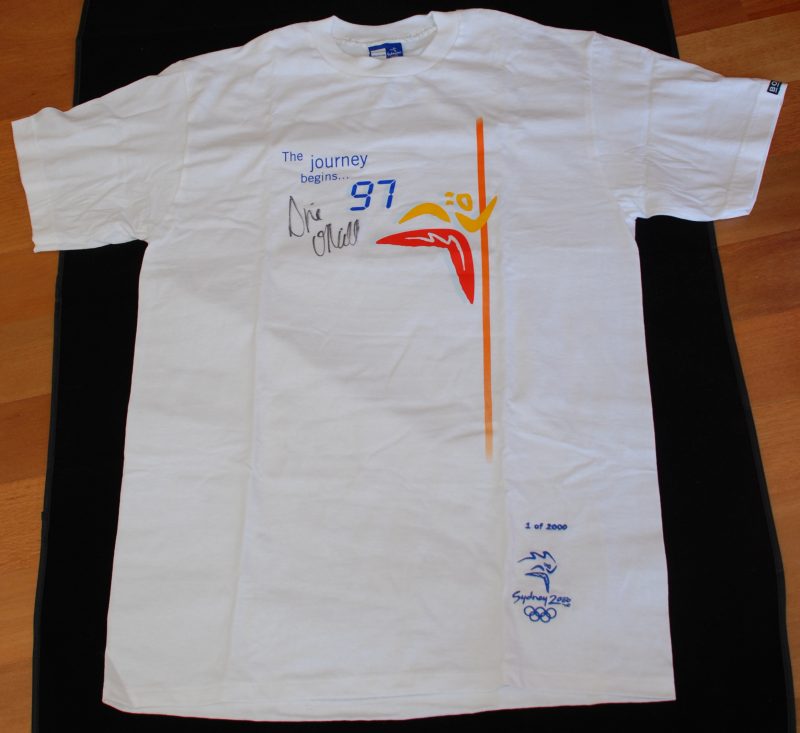 The journey
begins...
97
1 of 2000
Sydney 2000